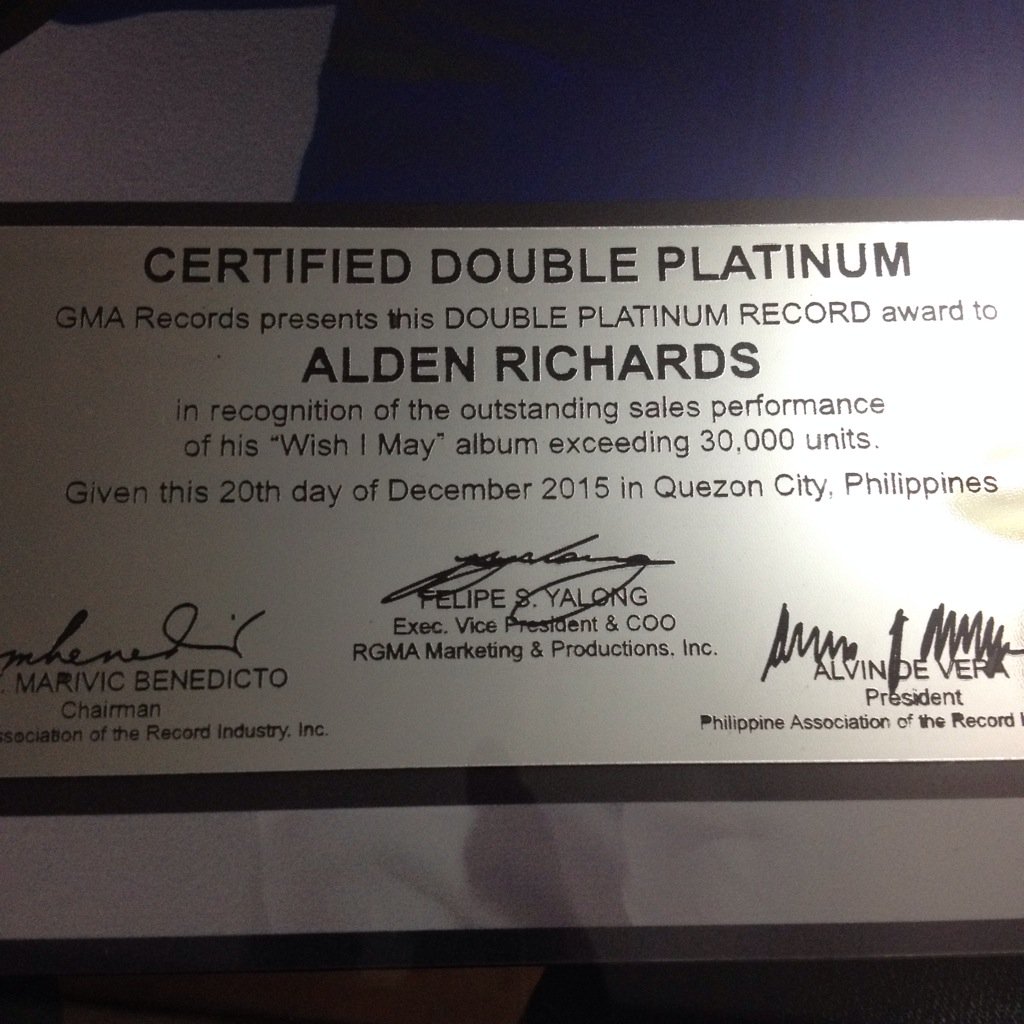 CERTIFIED DOUBLE PLATINUM
GMA Records presents this DOUBLE PLATINUM RECORD award to
ALDEN RICHARDS
in recognition of the outstanding sales performance
of his "Wish I May" album exceeding 30,000 units.
Given this 20th day of December 2015 in Quezon City, Philippines
FELIPE S. YALONG
Exec. Vice President & COO
RGMA Marketing & Productions, Inc.
MARIVIC BENEDICTO
Chairman
of the Record Industry, Inc.
ALVIN DE VERA
President
Philippine Association of the Record